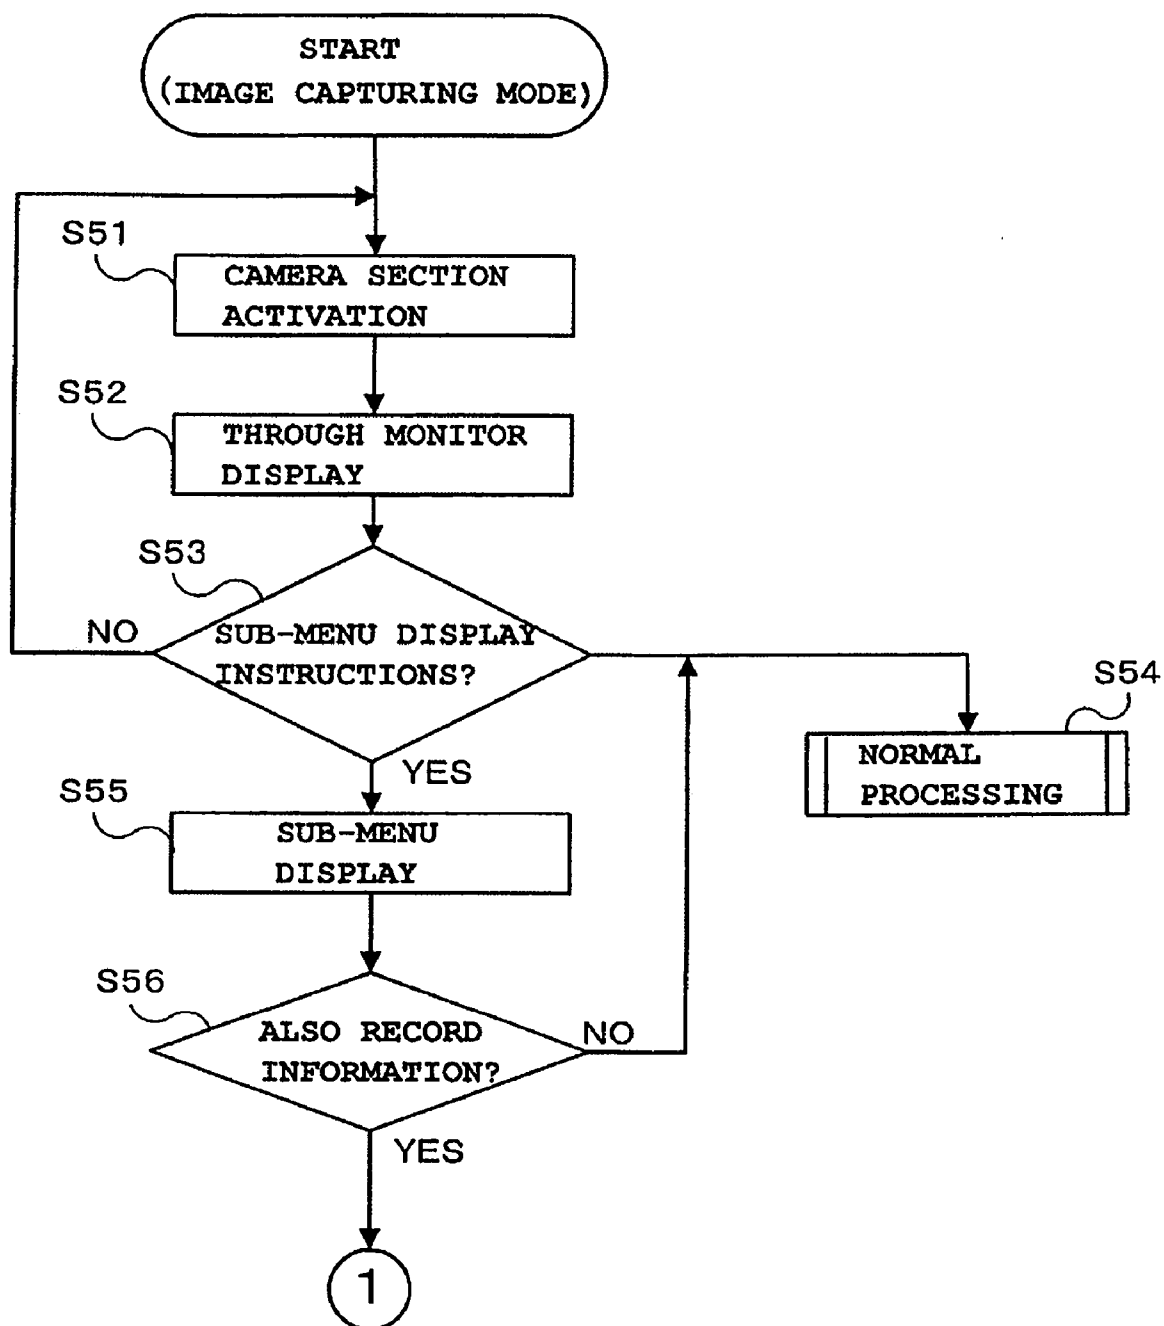 START
(IMAGE CAPTURING MODE)
S51
CAMERA SECTION
ACTIVATION
S52
THROUGH MONITOR
DISPLAY
S53
NO
SUB-MENU DISPLAY
INSTRUCTIONS?
S54
NORMAL
PROCESSING
YES
S55
SUB-MENU
DISPLAY
S56
ALSO RECORD
INFORMATION?
NO
YES
1